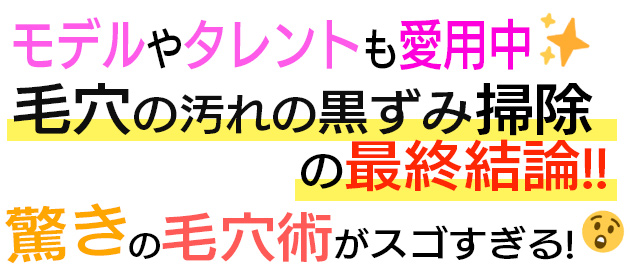 モデルやタレントも愛用中
毛穴の汚れの黒ずみ掃除
の最終結論!!
驚きの毛穴術がスゴすぎる!